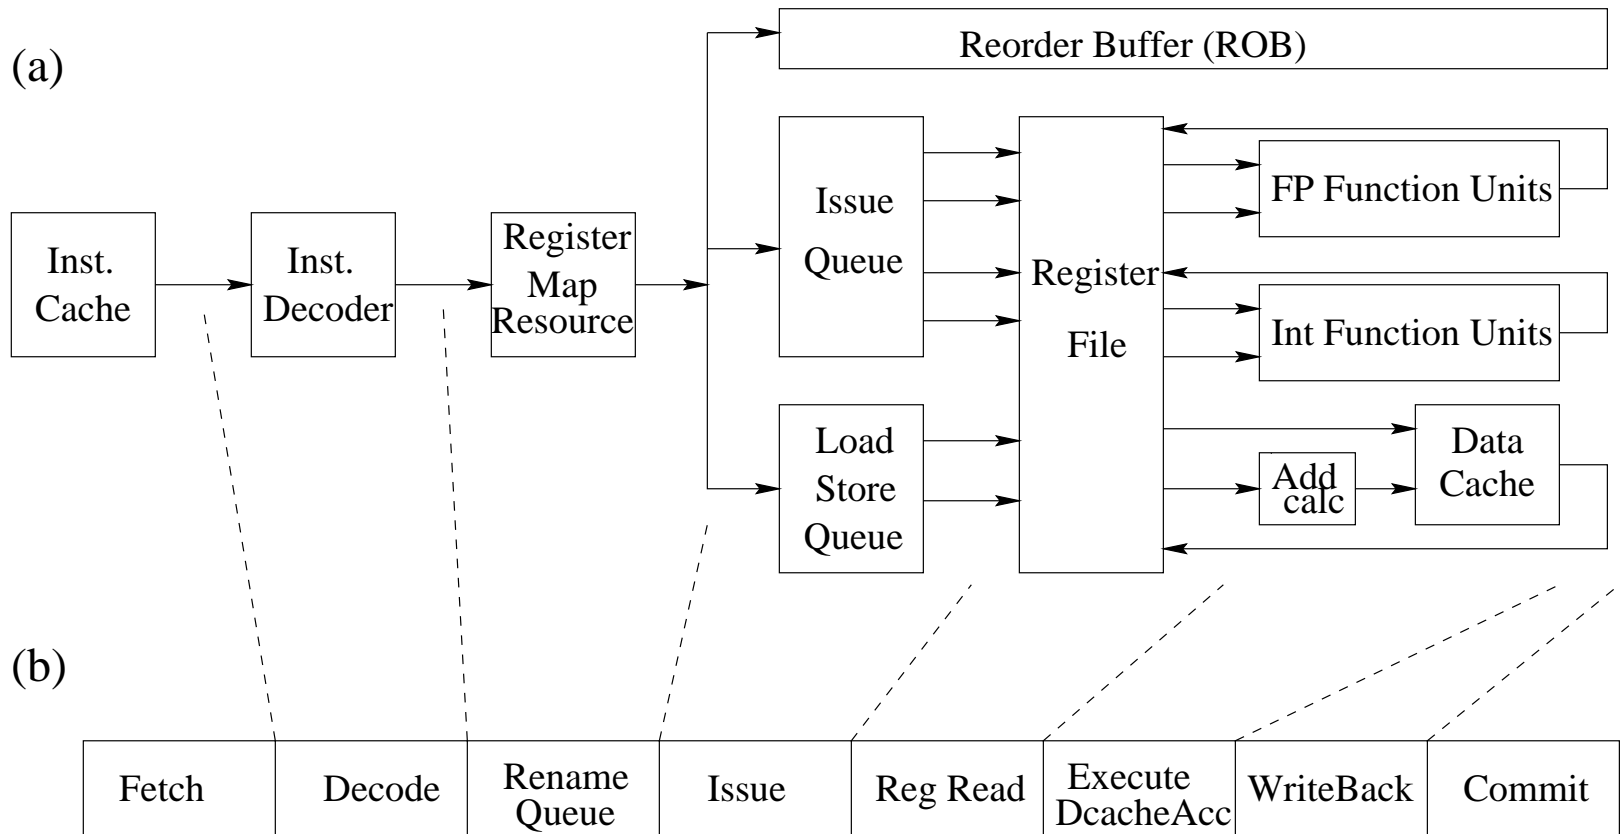 (a)
Reorder Buffer (ROB)
Inst.
Cache
Inst.
Decoder
Register
Map
Resource
Issue
Queue
Load
Store
Queue
Register
File
FP Function Units
Int Function Units
Add
calc
Data
Cache
(b)
Fetch
Decode
Rename
Queue
Issue
Reg Read
Execute
DcacheAcc
WriteBack
Commit